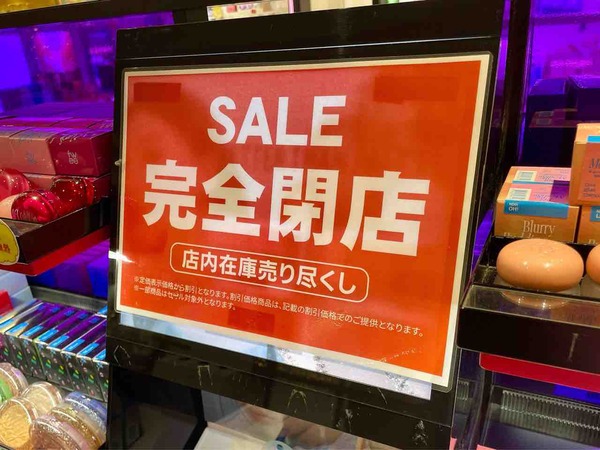 SALE
完全閉店
店内在庫売り尽くし
※定価表示価格から割引となります。割引価格商品は、記載の割引価格でのご提供となります。
※一部商品はセール対象外となります。
Blurry